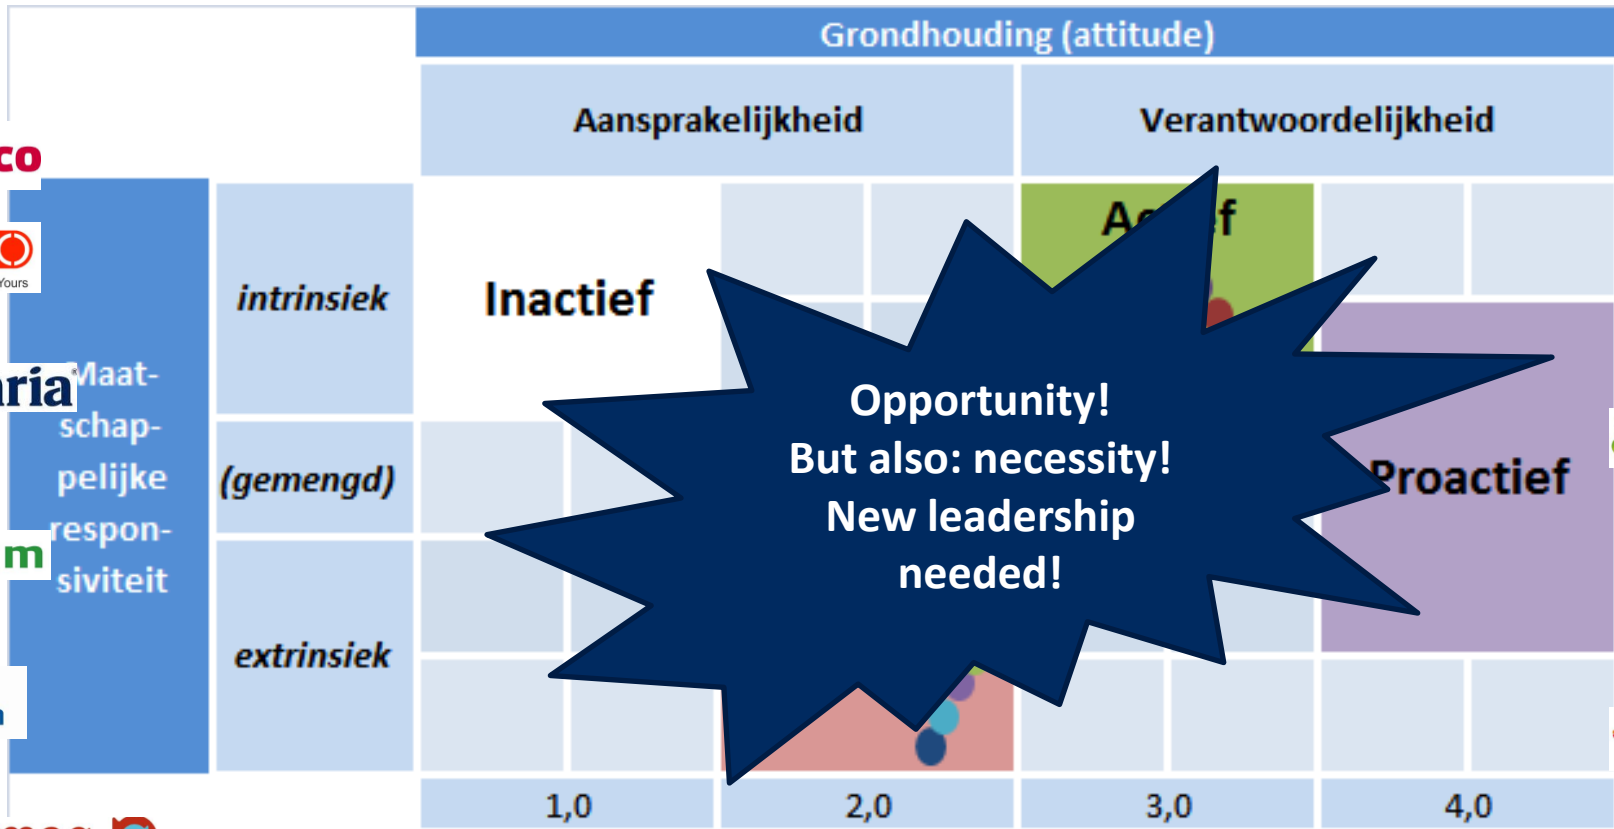 Grondhouding (attitude)
Aansprakelijkheid
Verantwoordelijkheid
co
Yours
ria
m
Maat-
schap-
pelijke
respon-
siviteit
intrinsiek
(gemengd)
extrinsiek
Inactief
Proactief
Opportunity!
But also: necessity!
New leadership
needed!
1,0
2,0
3,0
4,0